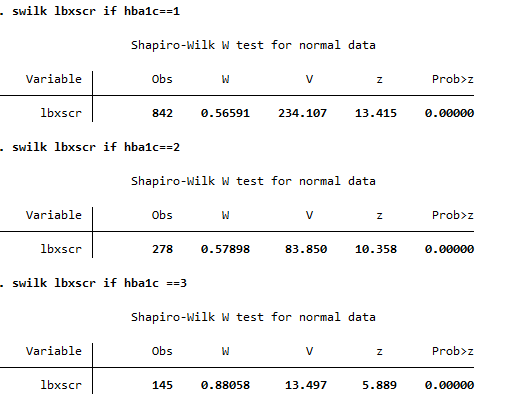 . swilk lbxscr if hba1c==1
Shapiro-Wilk W test for normal data
Variable Obs W V z Prob>z
lbxscr 842 0.56591 234.107 13.415 0.00000
. swilk lbxscr if hba1c==2
Shapiro-Wilk W test for normal data
Variable Obs W V z Prob>z
lbxscr 278 0.57898 83.850 10.358 0.00000
. swilk lbxscr if hba1c ==3
Shapiro-Wilk W test for normal data
Variable Obs W V z Prob>z
lbxscr 145 0.88058 13.497 5.889 0.00000